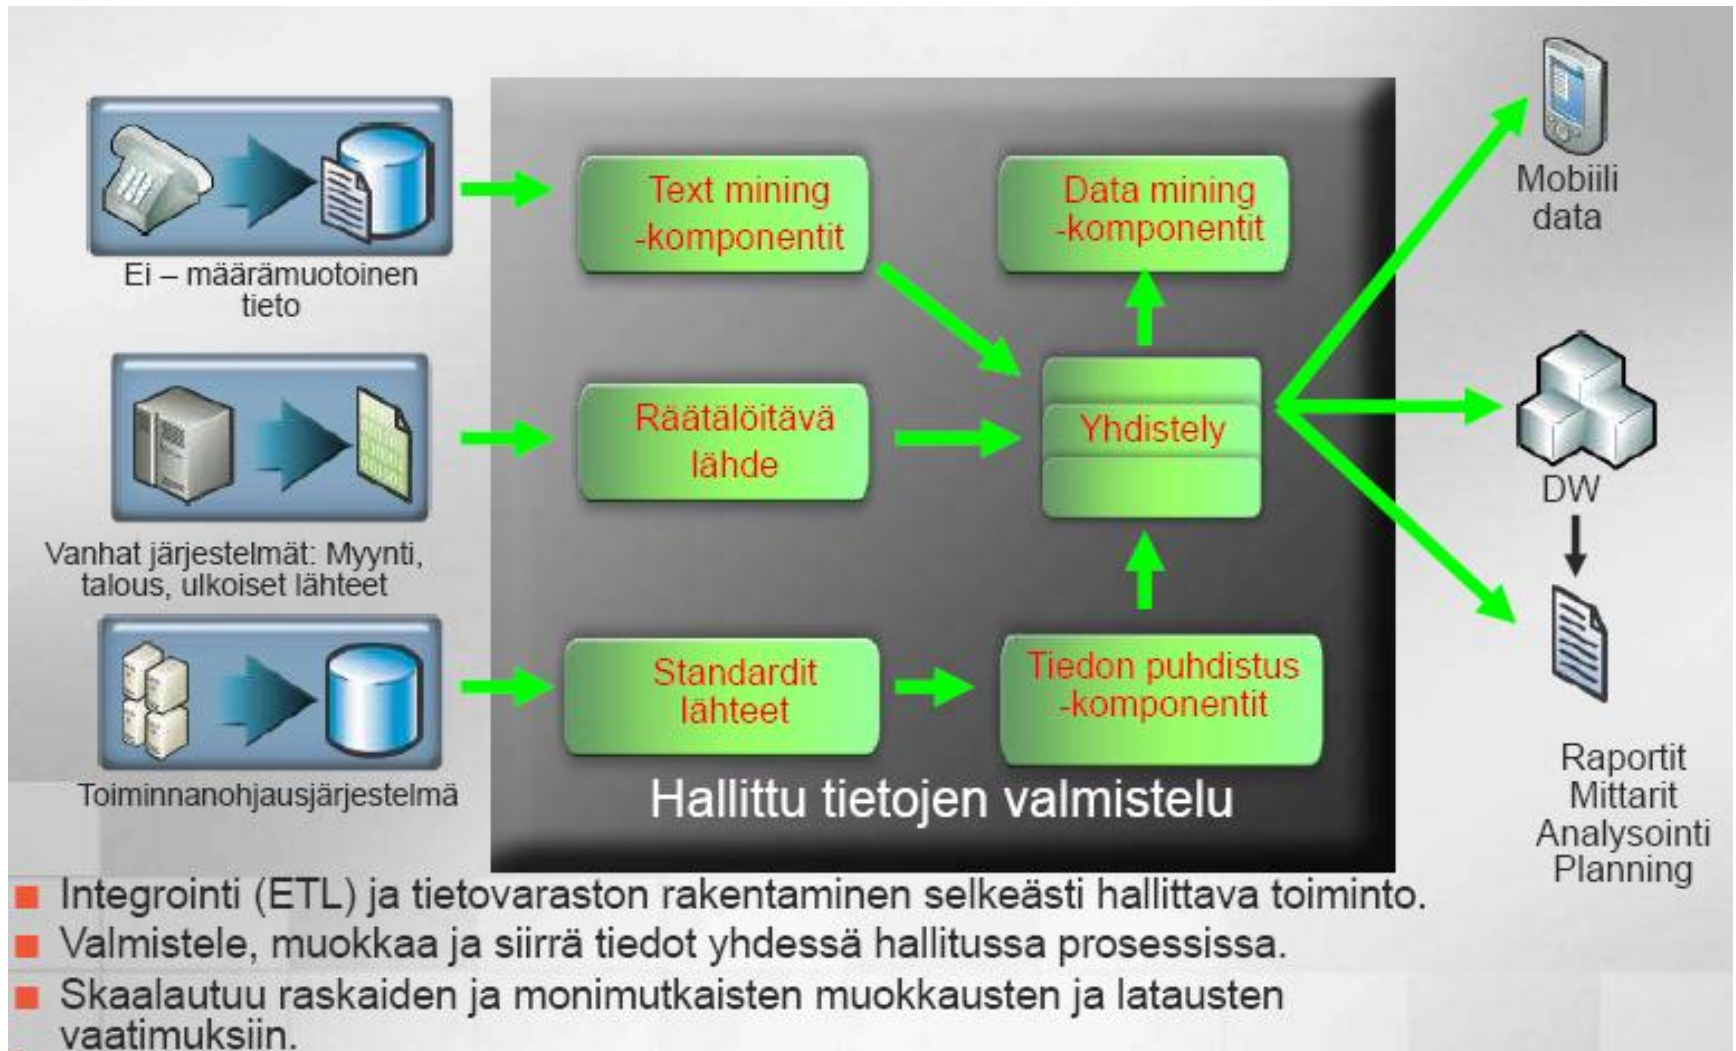 Ei – määrämuotoinen
tieto
Vanhat järjestelmät: Myynti,
talous, ulkoiset lähteet
Toiminnanohjausjärjestelmä
Text mining
-komponentit
Data mining
-komponentit
Räätälöitävä
lähde
Yhdistely
Standardit
lähteet
Tiedon puhdistus
-komponentit
Hallittu tietojen valmistelu
Mobiili
data
DW
Raportit
Mittarit
Analysointi
Planning
Integrointi (ETL) ja tietovaraston rakentaminen selkeästi hallittava toiminto.
Valmistele, muokkaa ja siirrä tiedot yhdessä hallitussa prosessissa.
Skaalautuu raskaiden ja monimutkaisten muokkausten ja latausten
vaatimuksiin.